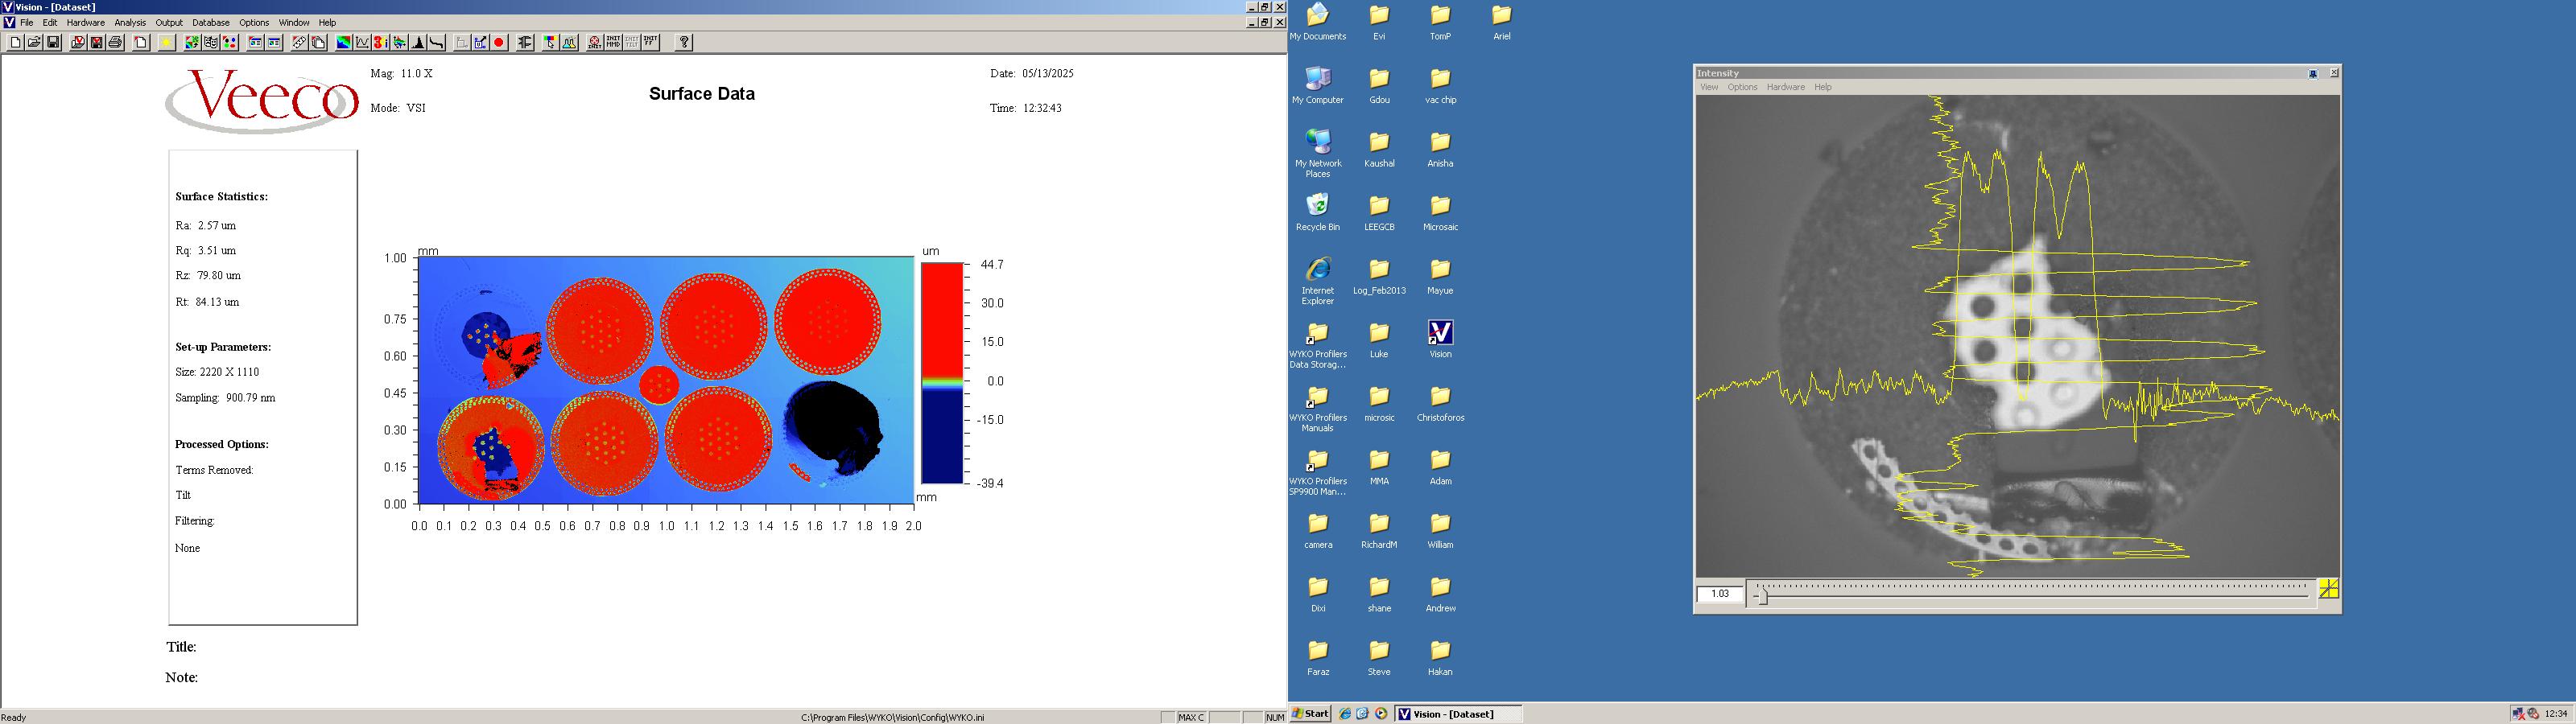 Vision - [Dataset]
File Edit Hardware Analysis Output Database Options Window Help
INIT INIT MMD INIT TILT INIT FF ?
Veeco
Mag: 11.0 X
Mode: VSI
Surface Data
Date: 05/13/2025
Time: 12:32:43
Surface Statistics:
Ra: 2.57 um
Rq: 3.51 um
Rz: 79.80 um
Rt: 84.13 um
Set-up Parameters:
Size: 2220 X 1110
Sampling: 900.79 nm
Processed Options:
Terms Removed:
Tilt
Filtering:
None
mm
1.00
0.75
0.60
0.45
0.30
0.15
0.00
0.0 0.1 0.2 0.3 0.4 0.5 0.6 0.7 0.8 0.9 1.0 1.1 1.2 1.3 1.4 1.5 1.6 1.7 1.8 1.9 2.0
mm
um
44.7
30.0
15.0
0.0
-15.0
-39.4
Title:
Note:
Ready
C:\Program Files\WYKO\Vision\Config\WYKO.ini
MAX C
NUM
My Documents Evi TomP Ariel
My Computer Gdou vac chip
My Network Places Kaushal Anisha
Recycle Bin LEEGCB Microsaic
Internet Explorer Log_Feb2013 Mayue
WYKO Profilers Data Storag... Luke Vision
WYKO Profilers Manuals microsic Christoforos
WYKO Profilers SP9900 Man... MMA Adam
camera RichardM William
Dixi shane Andrew
Faraz Steve Hakan
Intensity
View Options Hardware Help
1.03
Start
Vision - [Dataset]
12:34